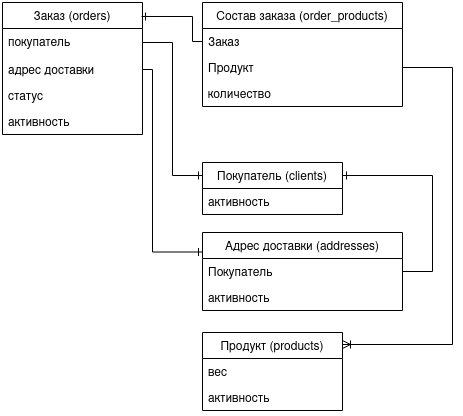 Заказ (orders)
покупатель
адрес доставки
статус
активность
Состав заказа (order_products)
Заказ
Продукт
количество
Покупатель (clients)
активность
Адрес доставки (addresses)
Покупатель
активность
Продукт (products)
вес
активность